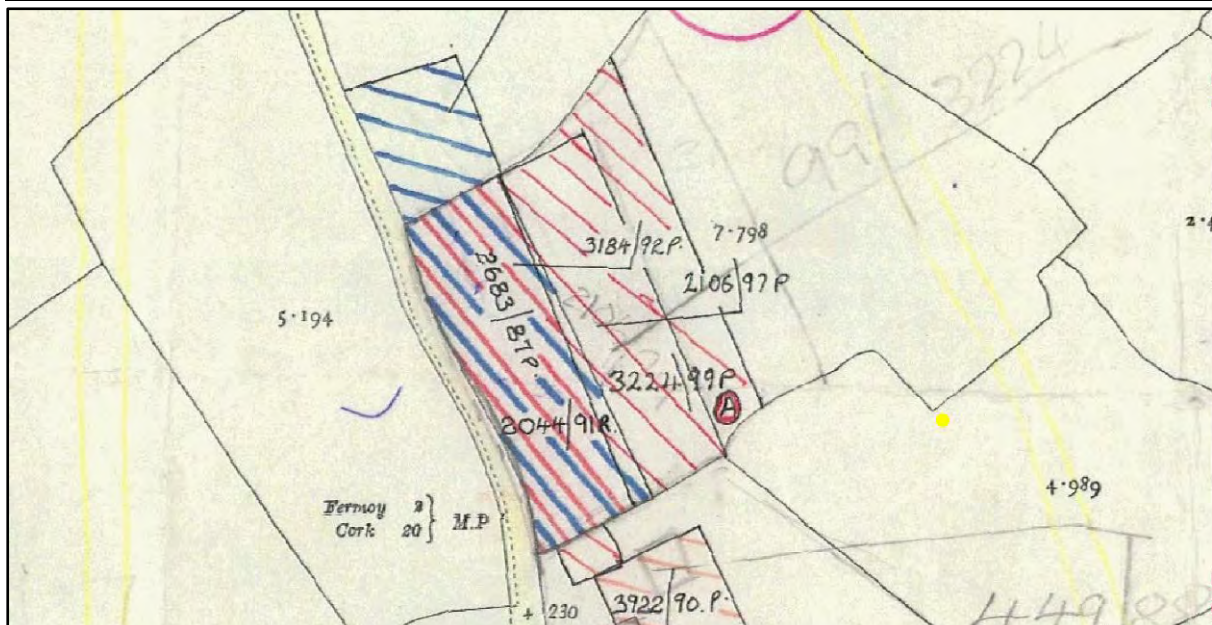 3224
99
3184/92P.
7·798
2106/97P
2683/87P.
5·194
3224/99P
A
2044/91R.
4·989
Fermoy 2
Cork 20
M.P
+ 230
3922/90.P.
449/88